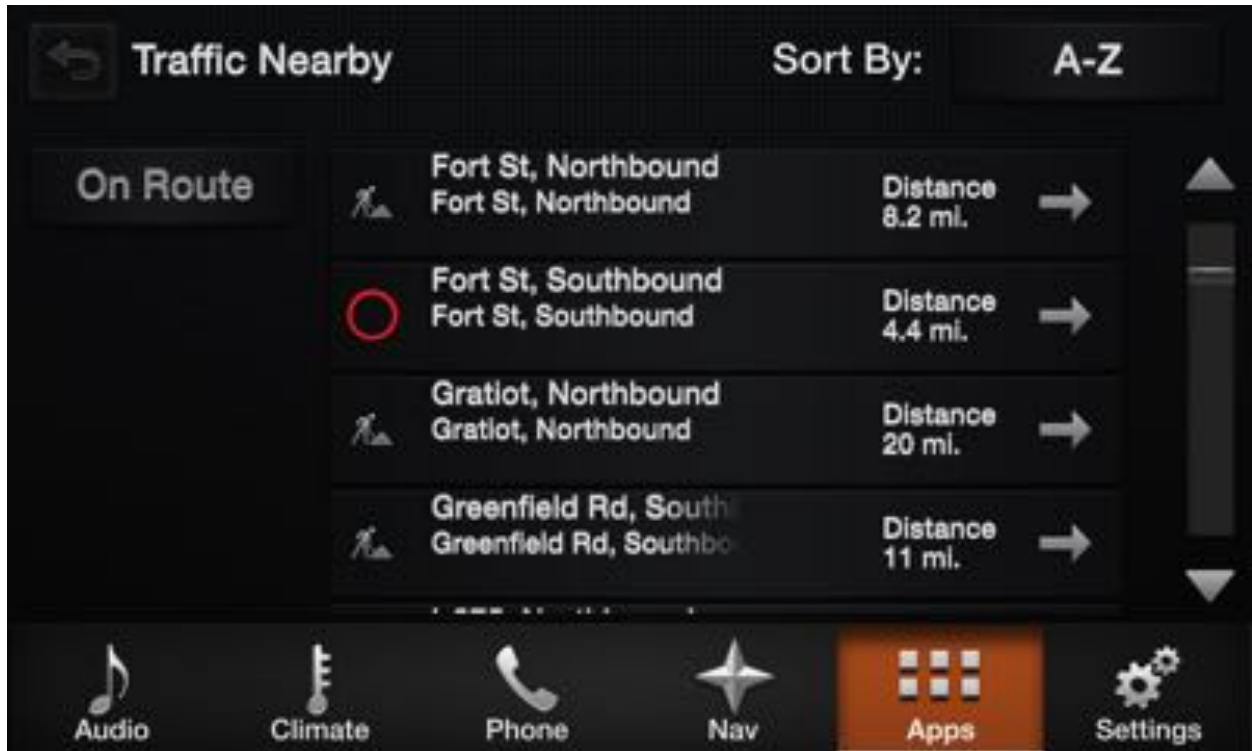 Traffic Nearby
Sort By:
A-Z
On Route
Fort St, Northbound
Fort St, Northbound
Distance
8.2 mi.
Fort St, Southbound
Fort St, Southbound
Distance
4.4 mi.
Gratiot, Northbound
Gratiot, Northbound
Distance
20 mi.
Greenfield Rd, South
Greenfield Rd, Southbo
Distance
11 mi.
Audio
Climate
Phone
Nav
Apps
Settings